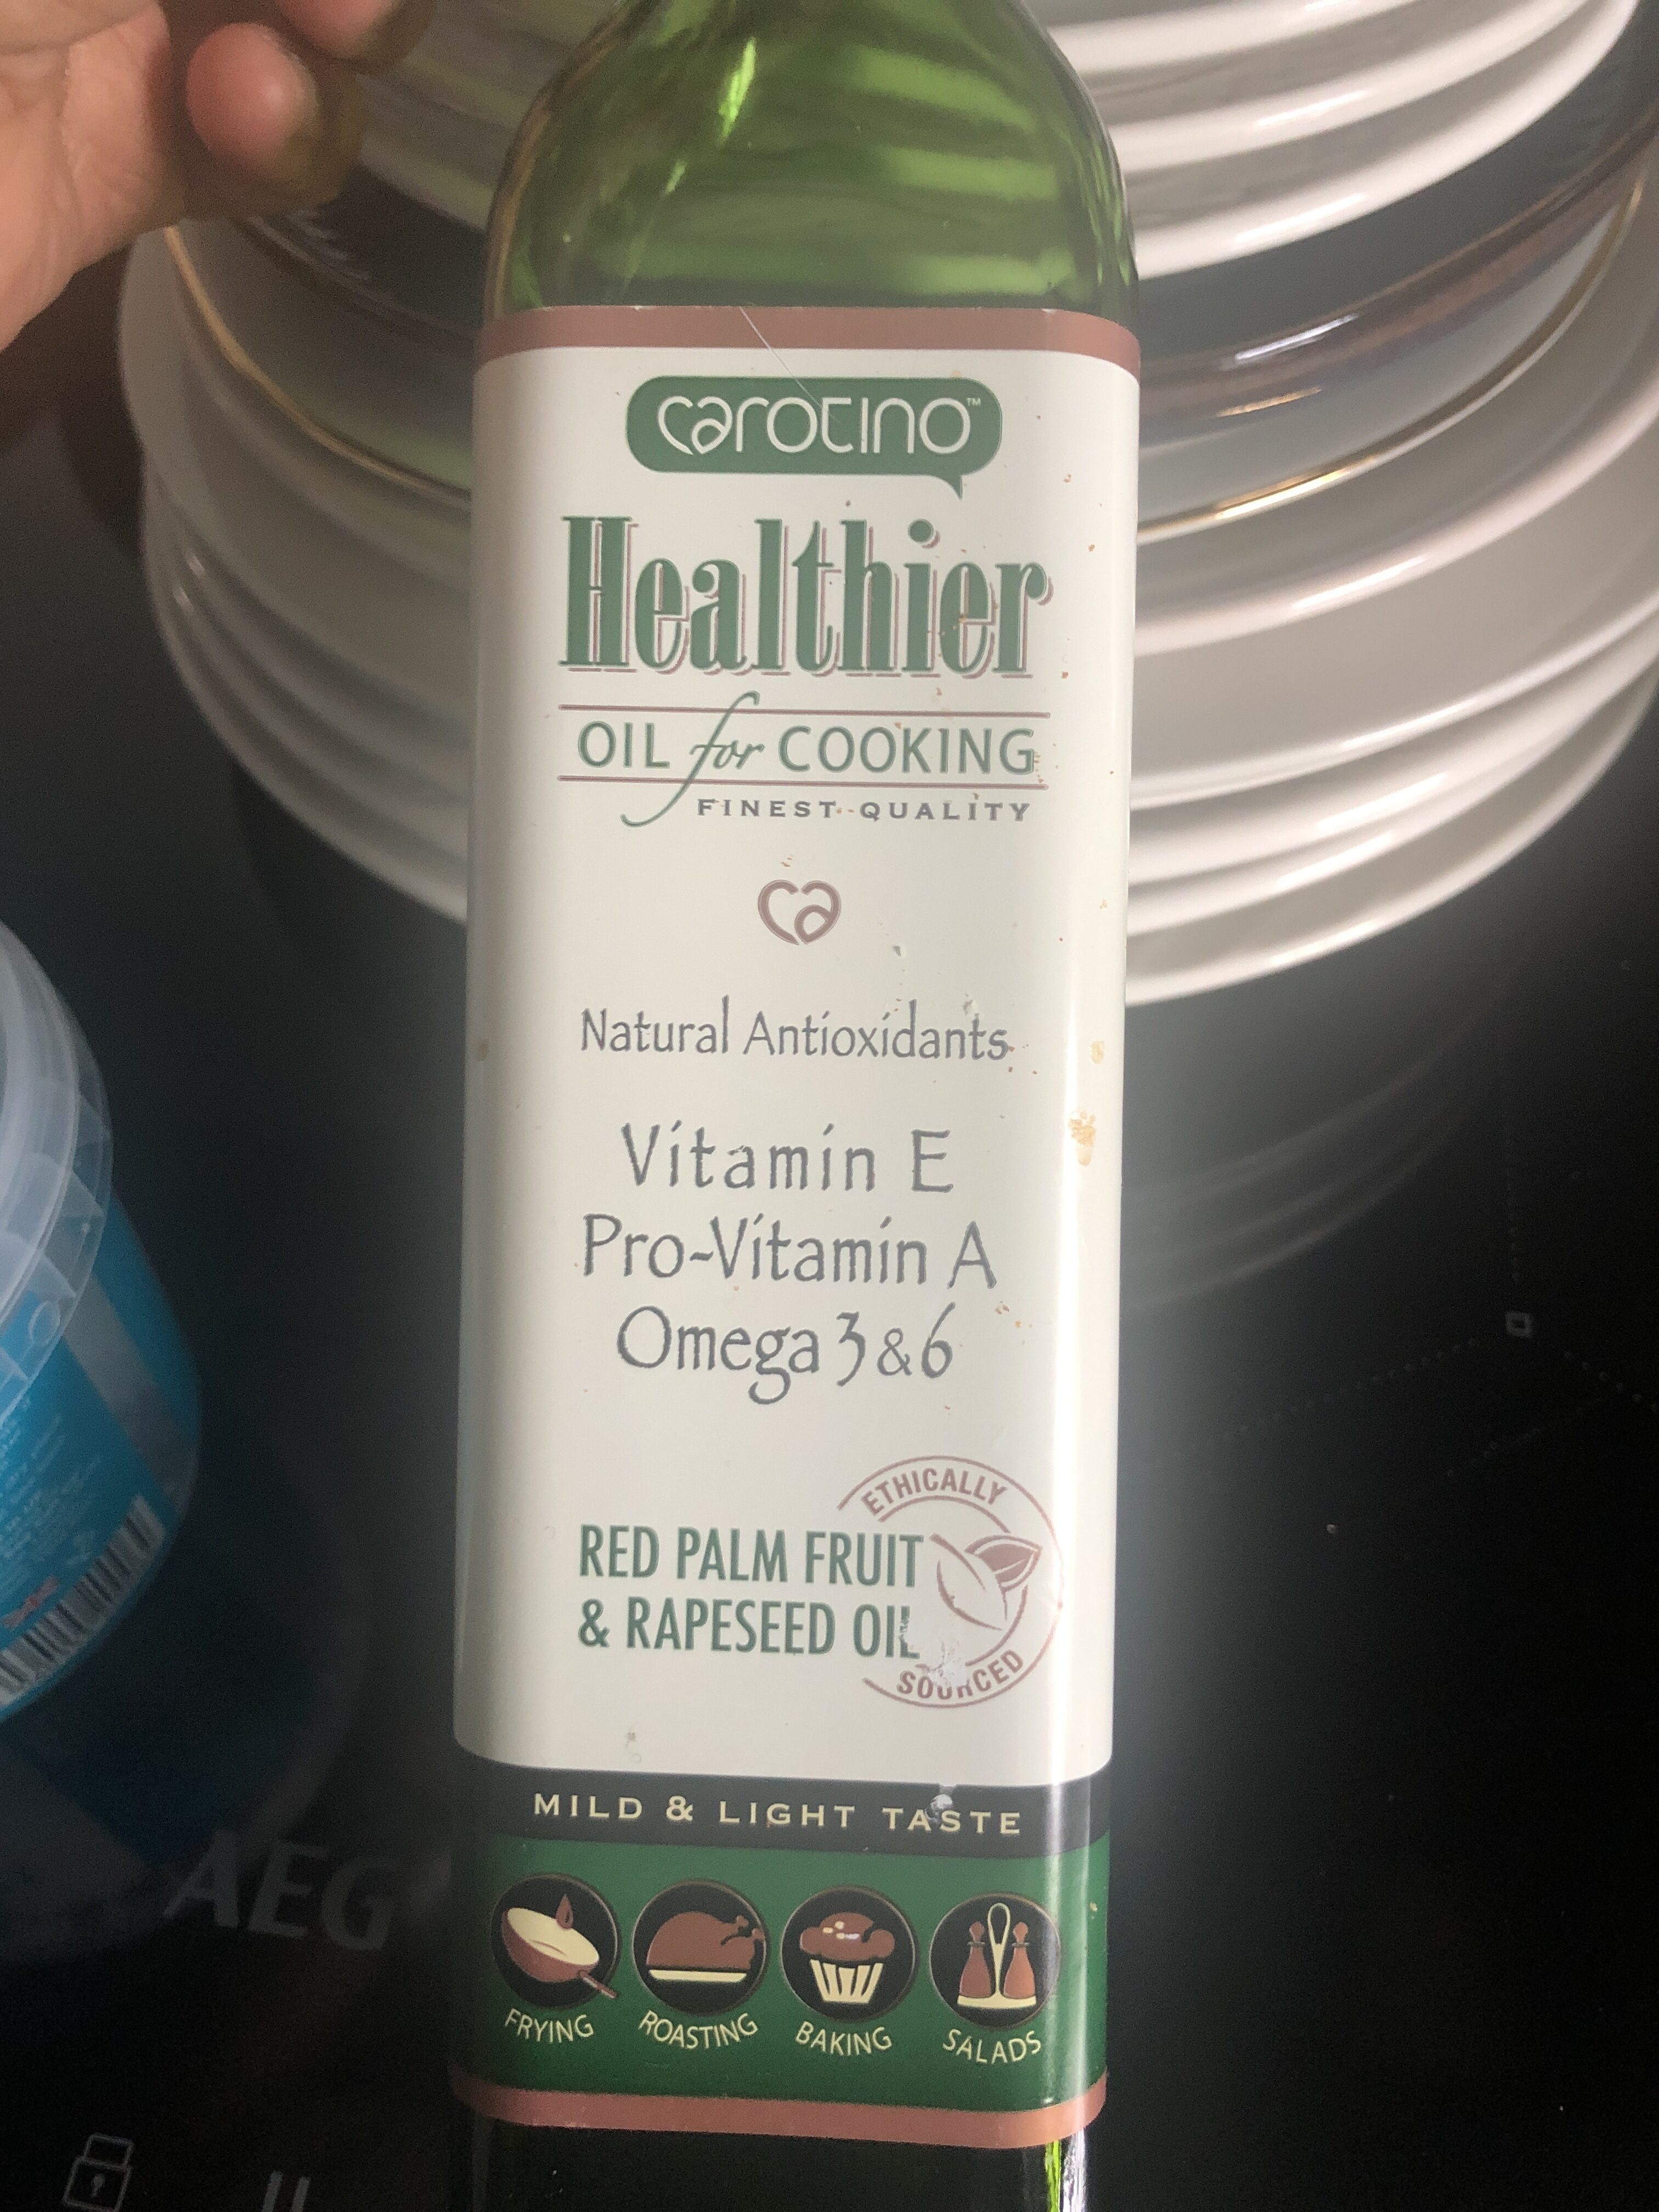 carotino™
Healthier
OIL for COOKING
FINEST QUALITY
ca
Natural Antioxidants
Vitamin E
Pro-Vitamin A
Omega 3 & 6
ETHICALLY
RED PALM FRUIT
& RAPESEED OIL
SOURCED
MILD & LIGHT TASTE
FRYING ROASTING BAKING SALADS
AEG